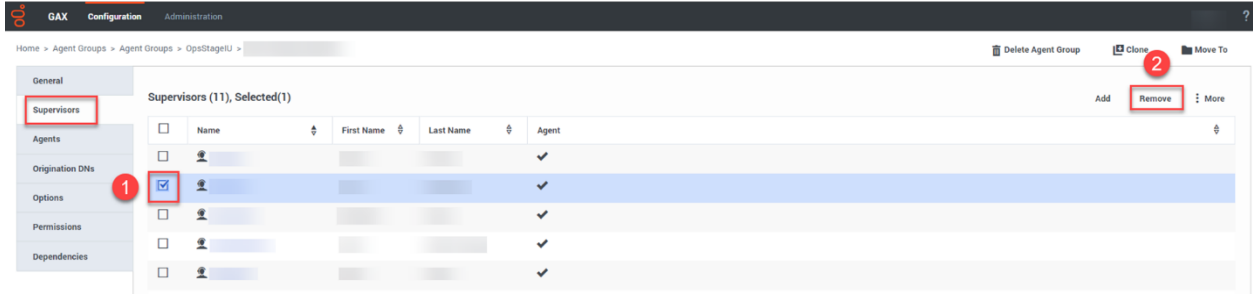 GAX Configuration Administration ?
Home > Agent Groups > Agent Groups > OpsStageIU >
Delete Agent Group Clone Move To
2
General
Supervisors
Agents
Origination DNs
Options
Permissions
Dependencies
Supervisors (11), Selected(1)
Add Remove More
Name First Name Last Name Agent
1